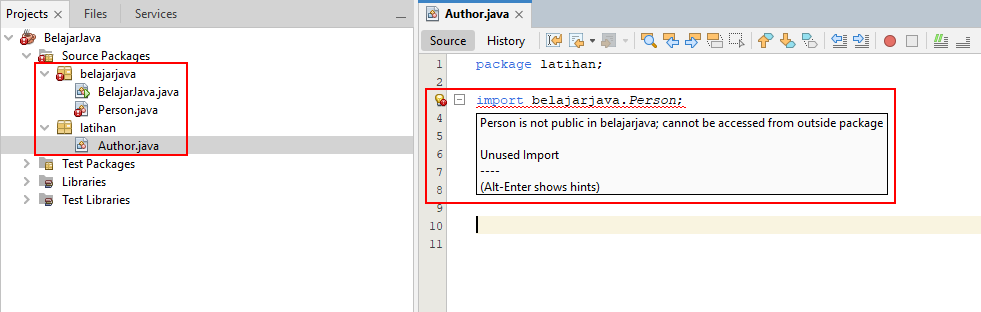 Projects × Files Services
BelajarJava
Source Packages
belajarjava
BelajarJava.java
Person.java
latihan
Author.java
Test Packages
Libraries
Test Libraries
Author.java ×
Source History
1 package latihan;
2
import belajarjava.Person;
4 Person is not public in belajarjava; cannot be accessed from outside package
5
6 Unused Import
7 ----
8 (Alt-Enter shows hints)
9
10
11